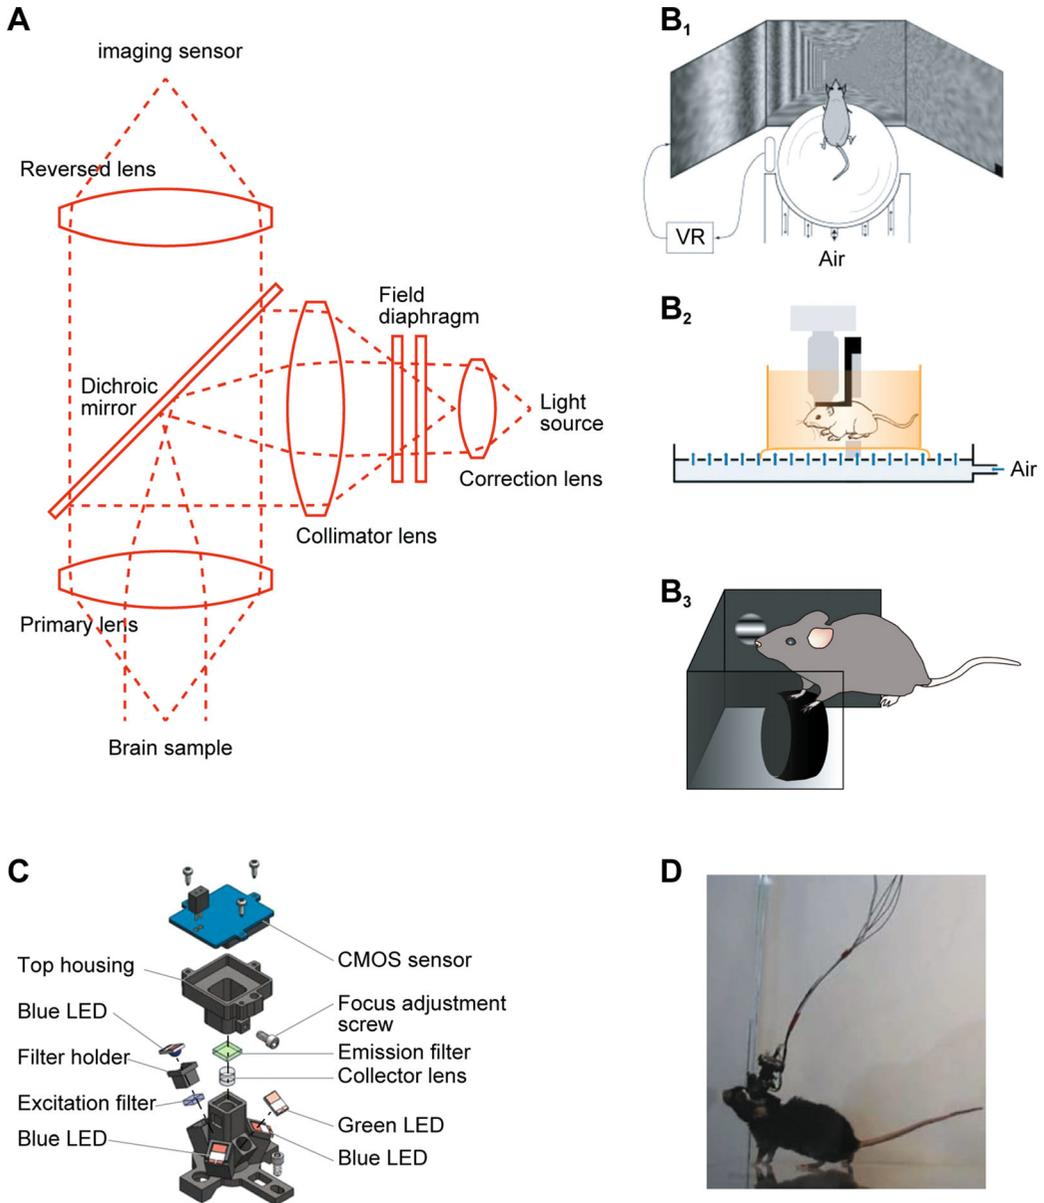 A
imaging sensor
Reversed lens
Dichroic
mirror
Field
diaphragm
Light
source
Correction lens
Collimator lens
Primary lens
Brain sample
B1
VR
Air
B2
Air
B3
C
Top housing
Blue LED
Filter holder
Excitation filter
Blue LED
CMOS sensor
Focus adjustment
screw
Emission filter
Collector lens
Green LED
Blue LED
D